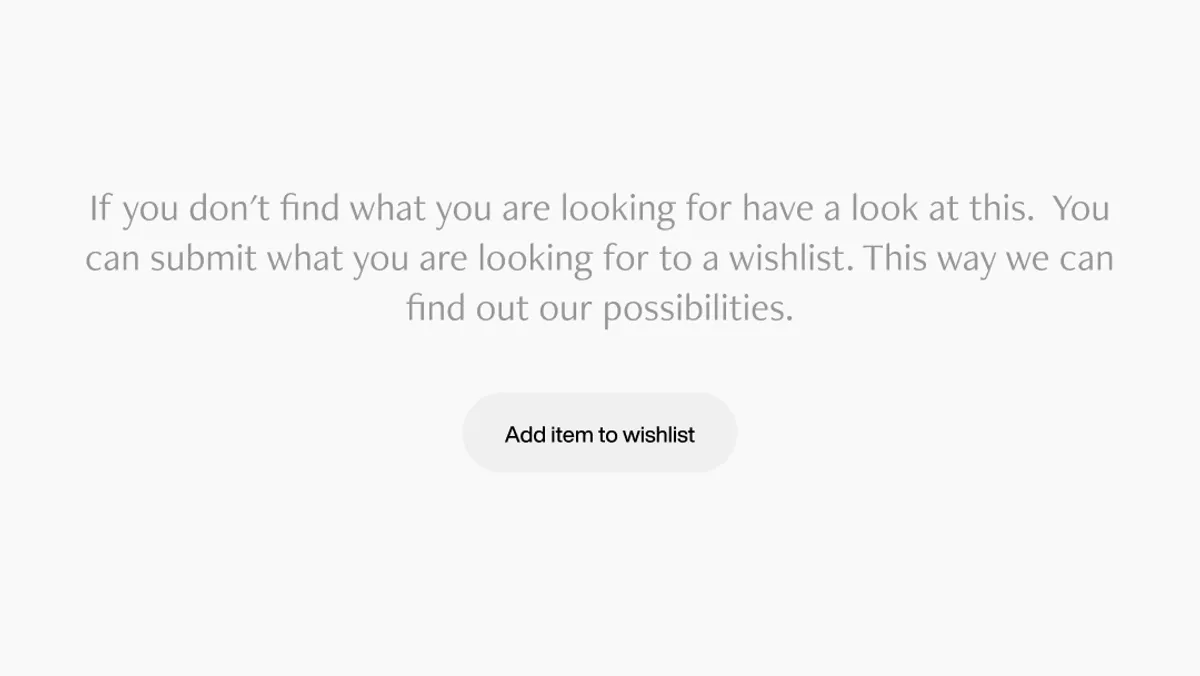 If you don't find what you are looking for have a look at this.  You
can submit what you are looking for to a wishlist. This way we can
find out our possibilities.
Add item to wishlist